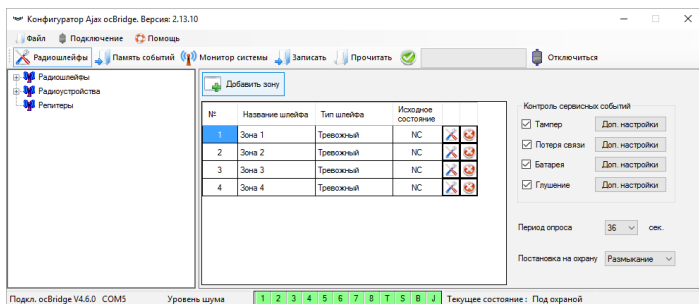 Конфигуратор Ajax ocBridge. Версия: 2.13.10
Файл Подключение Помощь
Радиошлейфы Память событий Монитор системы Записать Прочитать Отключиться
Радиошлейфы
Радиоустройства
Репитеры
Добавить зону
№ Название шлейфа Тип шлейфа Исходное состояние
1 Зона 1 Тревожный NC
2 Зона 2 Тревожный NC
3 Зона 3 Тревожный NC
4 Зона 4 Тревожный NC
Контроль сервисных событий
Тампер Доп. настройки
Потеря связи Доп. настройки
Батарея Доп. настройки
Глушение Доп. настройки
Период опроса 36 сек.
Постановка на охрану Размыкание
Подкл. ocBridge V4.6.0 COM5 Уровень шума 1 2 3 4 5 6 7 8 T S B J Текущее состояние : Под охраной